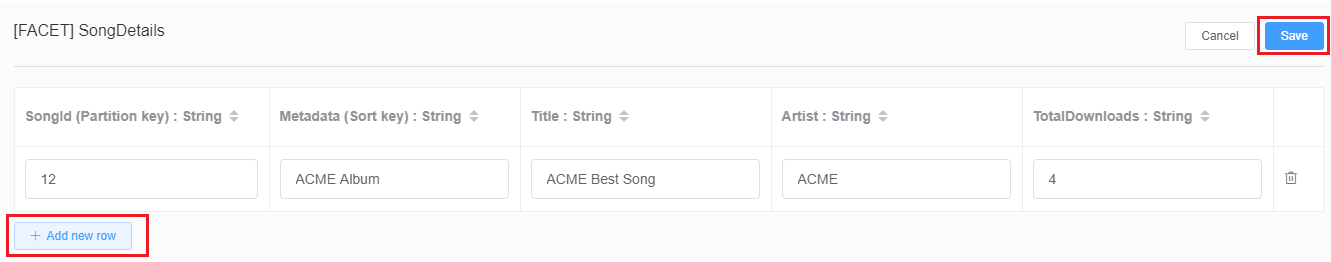 [FACET] SongDetails
Cancel
Save
SongId (Partition key) : String
Metadata (Sort key) : String
Title : String
Artist : String
TotalDownloads : String
12
ACME Album
ACME Best Song
ACME
4
+ Add new row